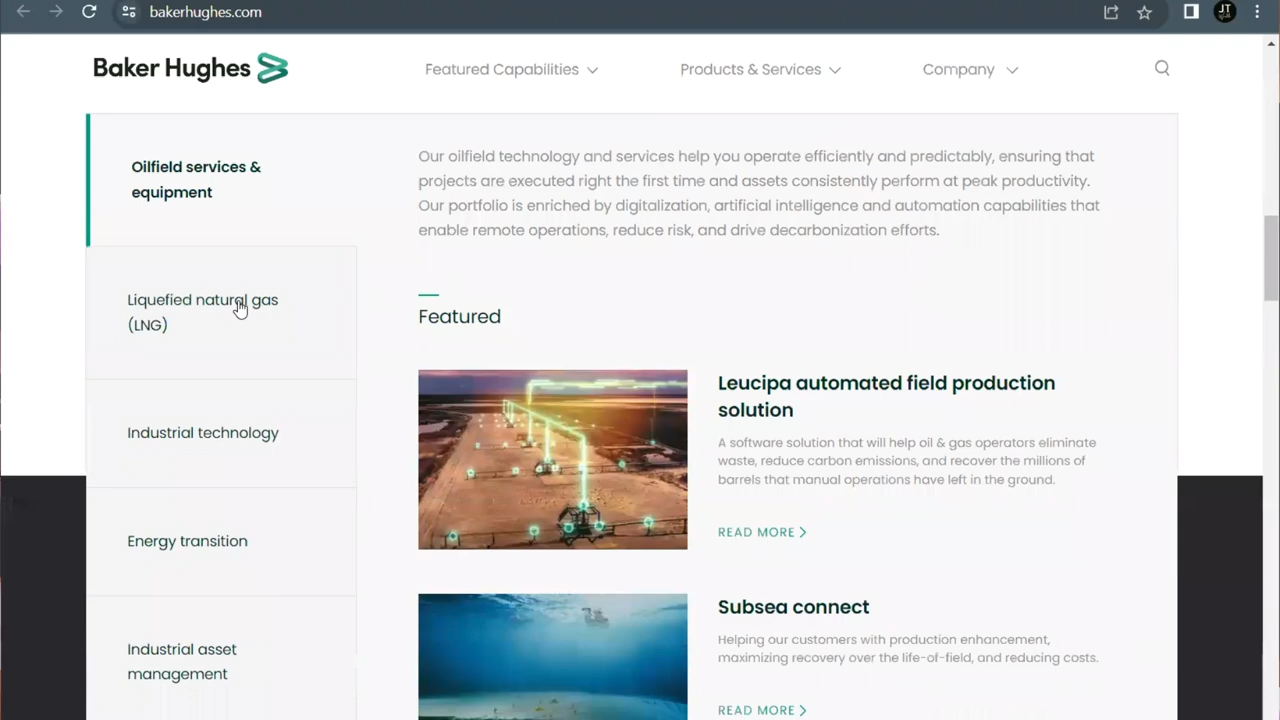 bakerhughes.com
JT
Baker Hughes
Featured Capabilities
Products & Services
Company
Oilfield services &
equipment
Liquefied natural gas
(LNG)
Industrial technology
Energy transition
Industrial asset
management
Our oilfield technology and services help you operate efficiently and predictably, ensuring that
projects are executed right the first time and assets consistently perform at peak productivity.
Our portfolio is enriched by digitalization, artificial intelligence and automation capabilities that
enable remote operations, reduce risk, and drive decarbonization efforts.
Featured
Leucipa automated field production
solution
A software solution that will help oil & gas operators eliminate
waste, reduce carbon emissions, and recover the millions of
barrels that manual operations have left in the ground.
READ MORE
Subsea connect
Helping our customers with production enhancement,
maximizing recovery over the life-of-field, and reducing costs.
READ MORE